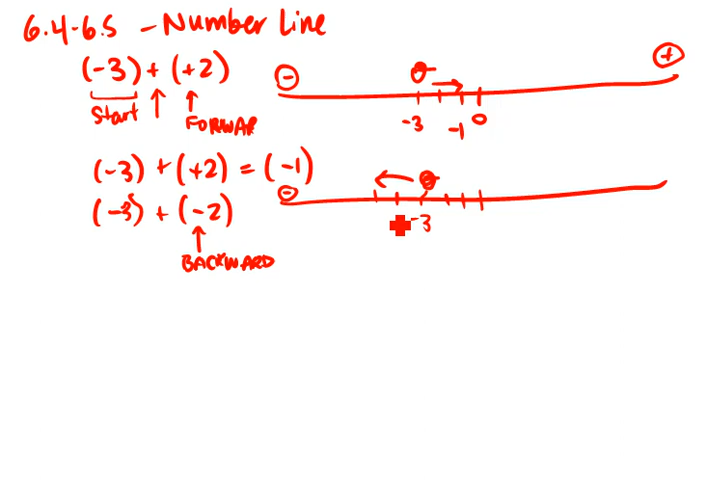 6.4-6.5 - Number Line
(-3) + (+2)
Start
FORWAR
- +
-3 -1 0
(-3) + (+2) = (-1)
(-3) + (-2)
BACKWARD
-
-3